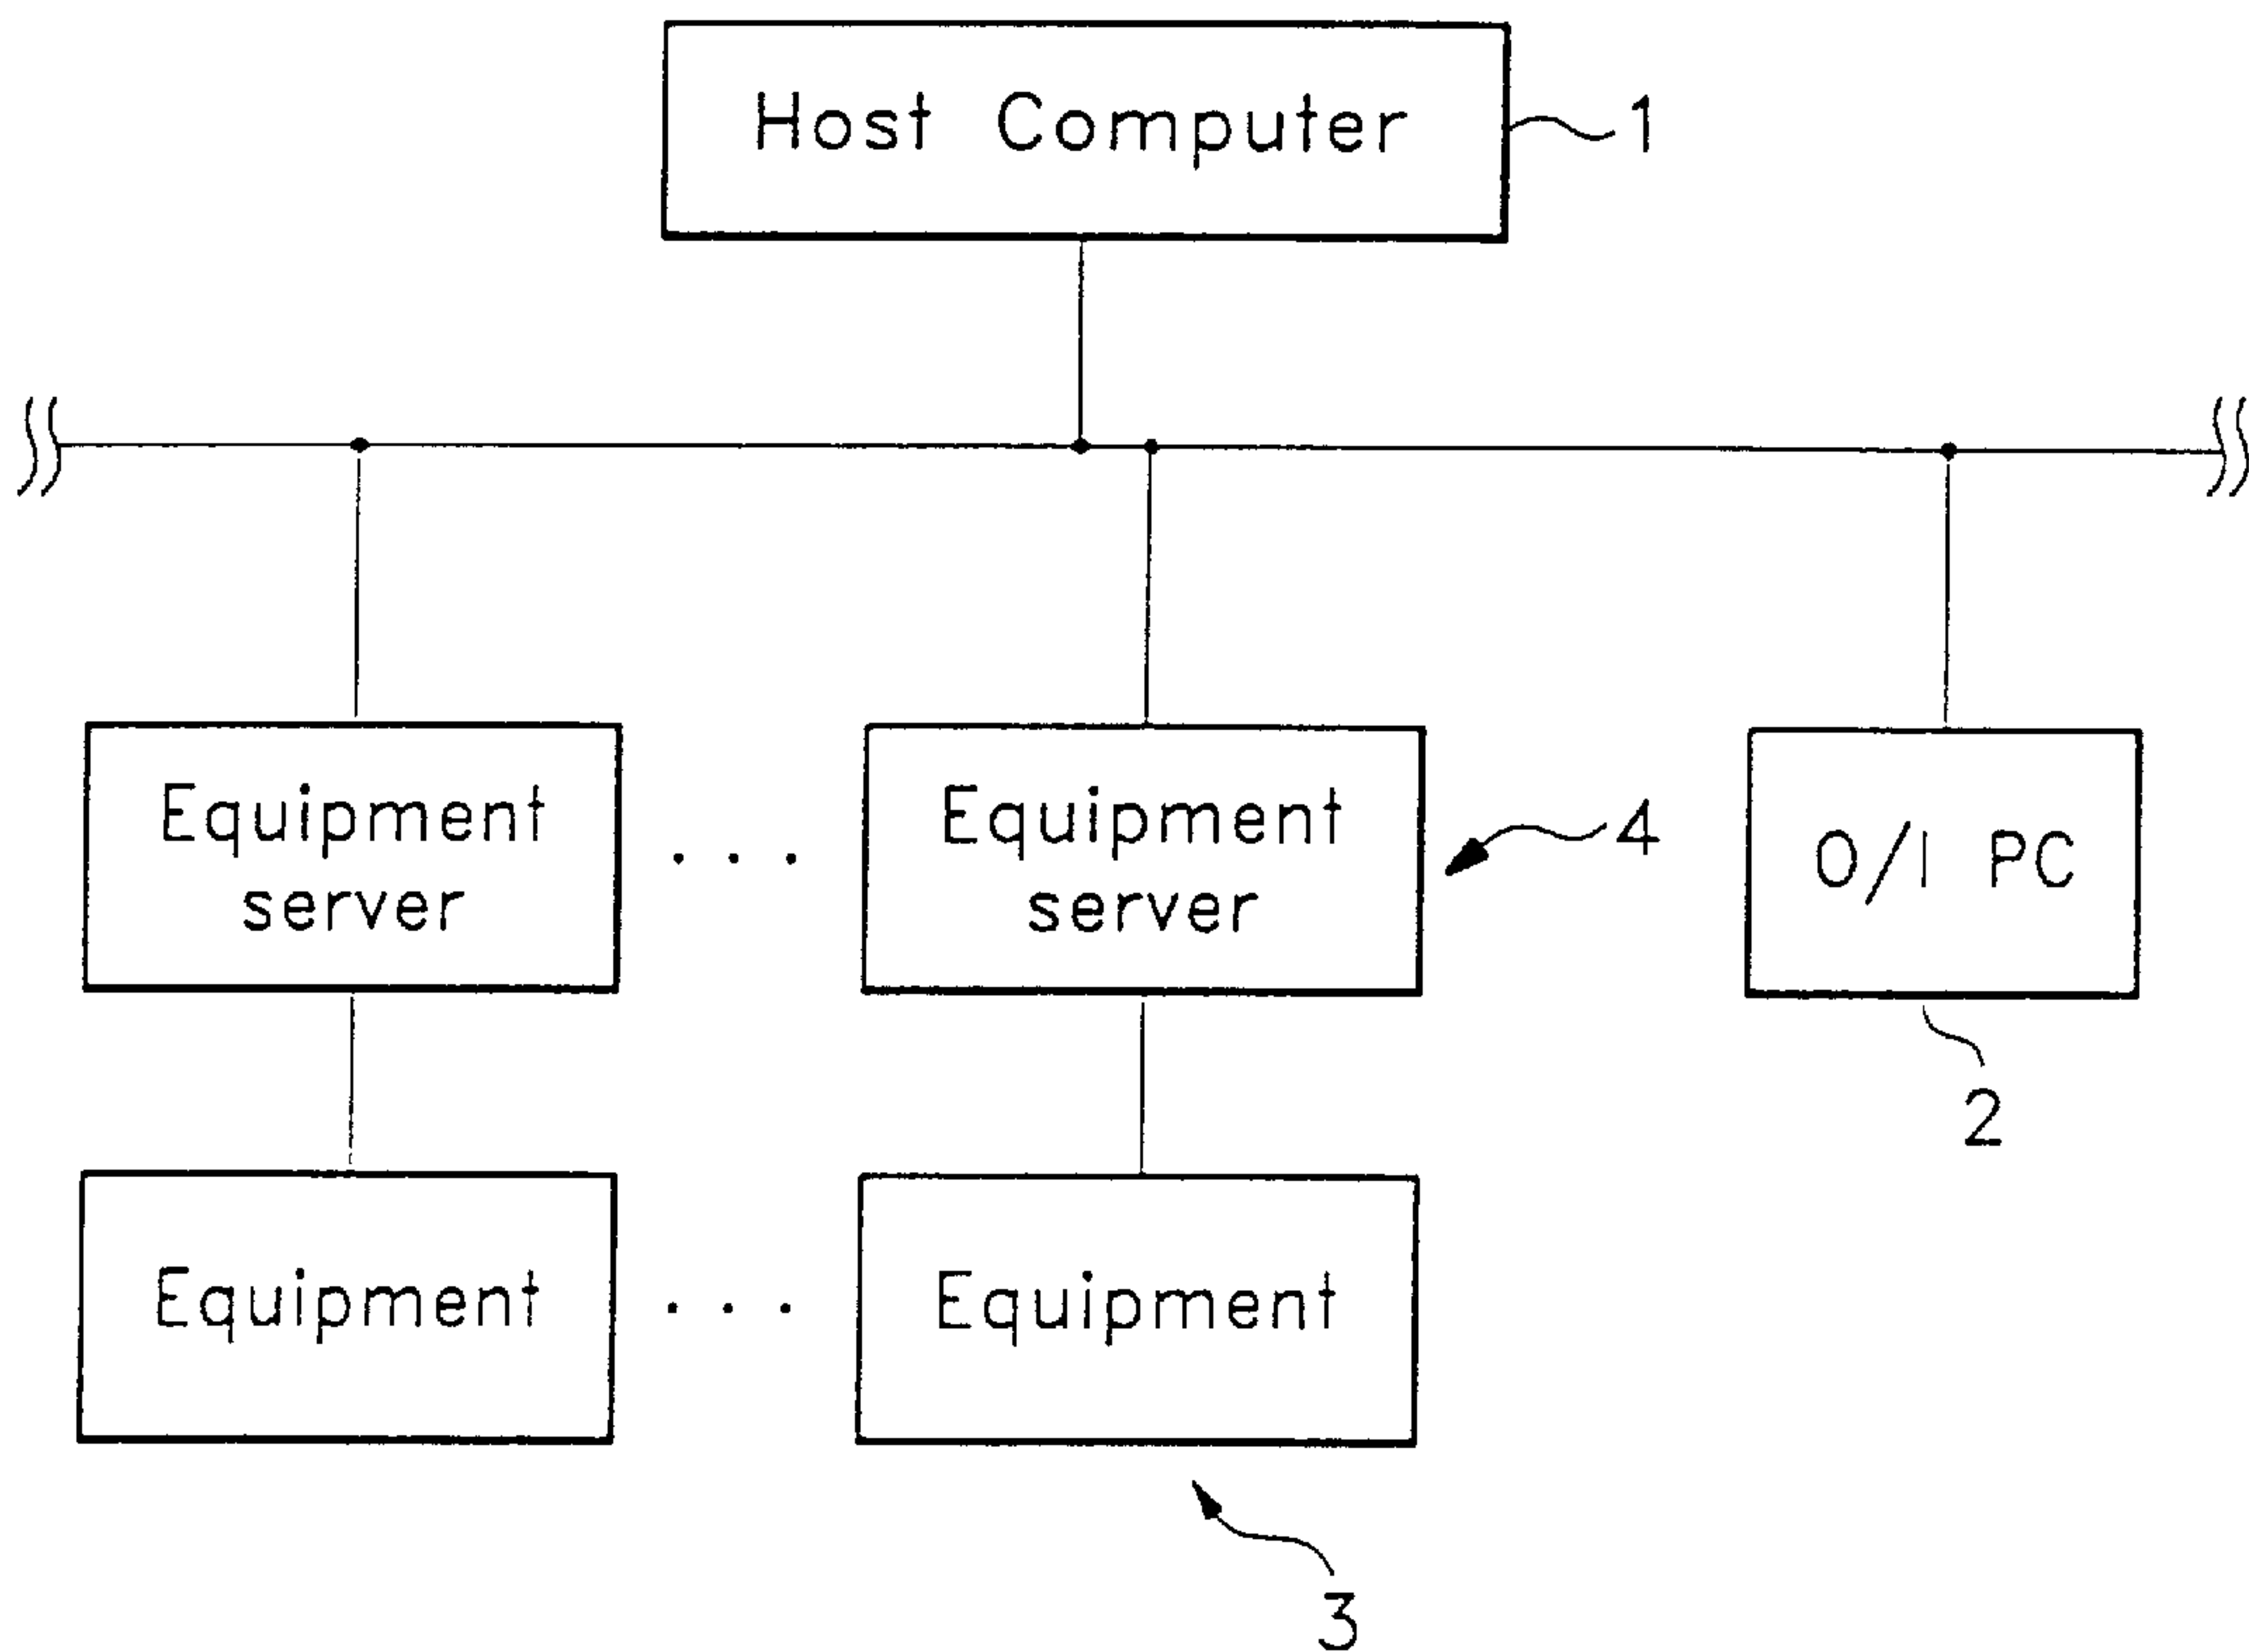 Host Computer
1
Equipment
server
. . .
Equipment
server
4
O/I PC
2
Equipment
. . .
Equipment
3